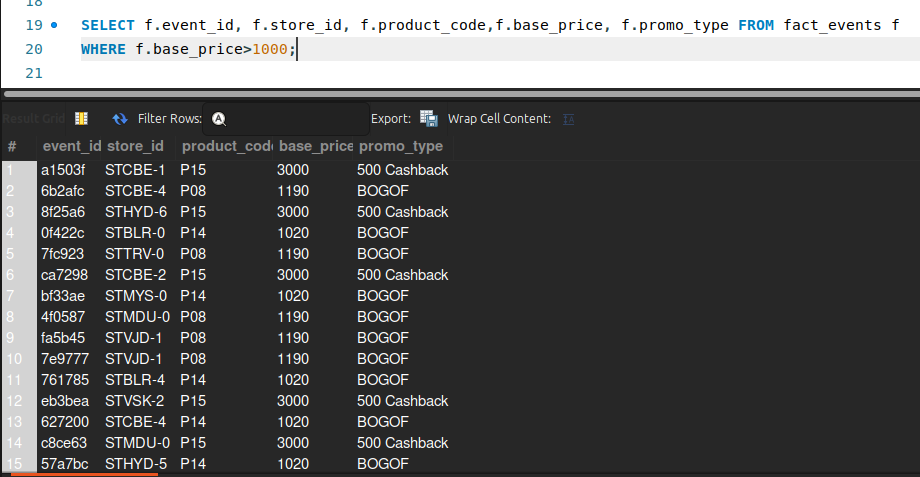 18
19 SELECT f.event_id, f.store_id, f.product_code,f.base_price, f.promo_type FROM fact_events f
20 WHERE f.base_price>1000;
21
Result Grid Filter Rows: A Export: Wrap Cell Content: IA
# event_id store_id product_code base_price promo_type
1 a1503f STCBE-1 P15 3000 500 Cashback
2 6b2afc STCBE-4 P08 1190 BOGOF
3 8f25a6 STHYD-6 P15 3000 500 Cashback
4 0f422c STBLR-0 P14 1020 BOGOF
5 7fc923 STTRV-0 P08 1190 BOGOF
6 ca7298 STCBE-2 P15 3000 500 Cashback
7 bf33ae STMYS-0 P14 1020 BOGOF
8 4f0587 STMDU-0 P08 1190 BOGOF
9 fa5b45 STVJD-1 P08 1190 BOGOF
10 7e9777 STVJD-1 P08 1190 BOGOF
11 761785 STBLR-4 P14 1020 BOGOF
12 eb3bea STVSK-2 P15 3000 500 Cashback
13 627200 STCBE-4 P14 1020 BOGOF
14 c8ce63 STMDU-0 P15 3000 500 Cashback
15 57a7bc STHYD-5 P14 1020 BOGOF